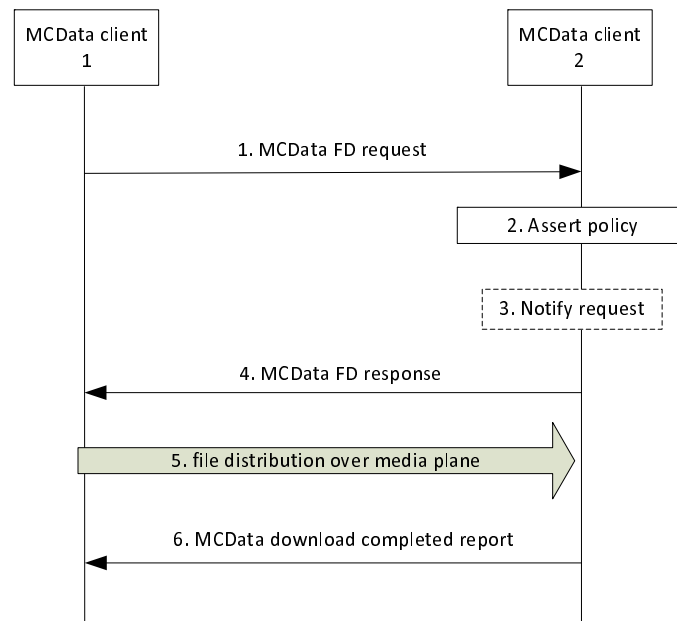 MCData client
1
MCData client
2
1. MCData FD request
2. Assert policy
3. Notify request
4. MCData FD response
5. file distribution over media plane
6. MCData download completed report